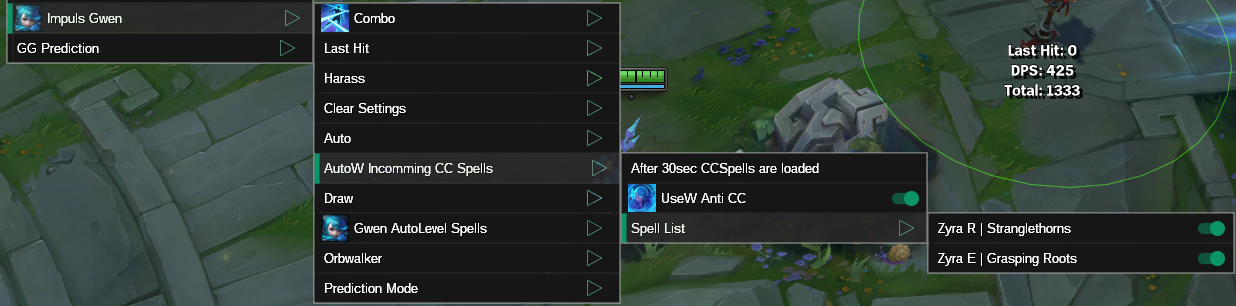 Impuls Gwen
GG Prediction
Combo
Last Hit
Harass
Clear Settings
Auto
AutoW Incomming CC Spells
Draw
Gwen AutoLevel Spells
Orbwalker
Prediction Mode
After 30sec CCSpells are loaded
UseW Anti CC
Spell List
Zyra R | Stranglethorns
Zyra E | Grasping Roots
Last Hit: 0
DPS: 425
Total: 1333